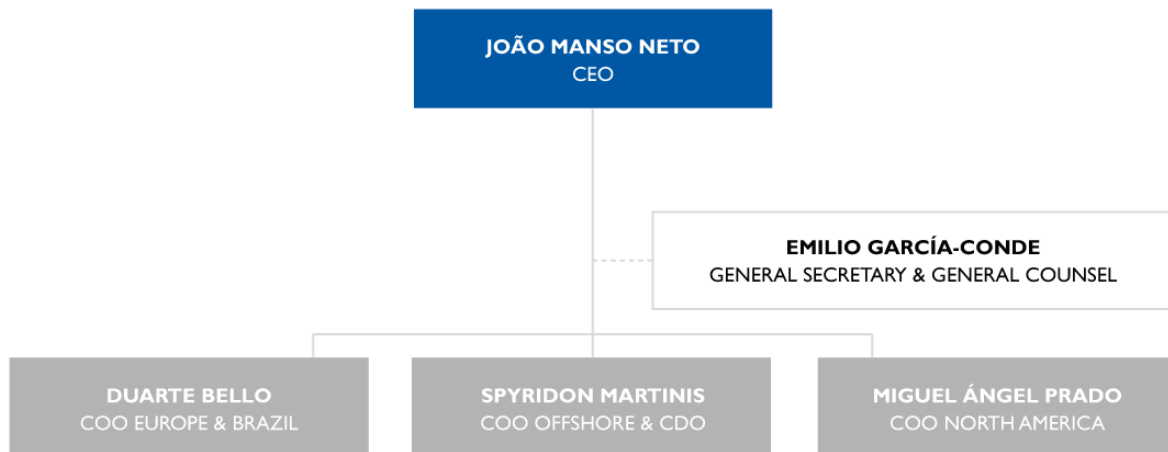 JOÃO MANSO NETO
CEO
EMILIO GARCÍA-CONDE
GENERAL SECRETARY & GENERAL COUNSEL
DUARTE BELLO
COO EUROPE & BRAZIL
SPYRIDON MARTINIS
COO OFFSHORE & CDO
MIGUEL ÁNGEL PRADO
COO NORTH AMERICA